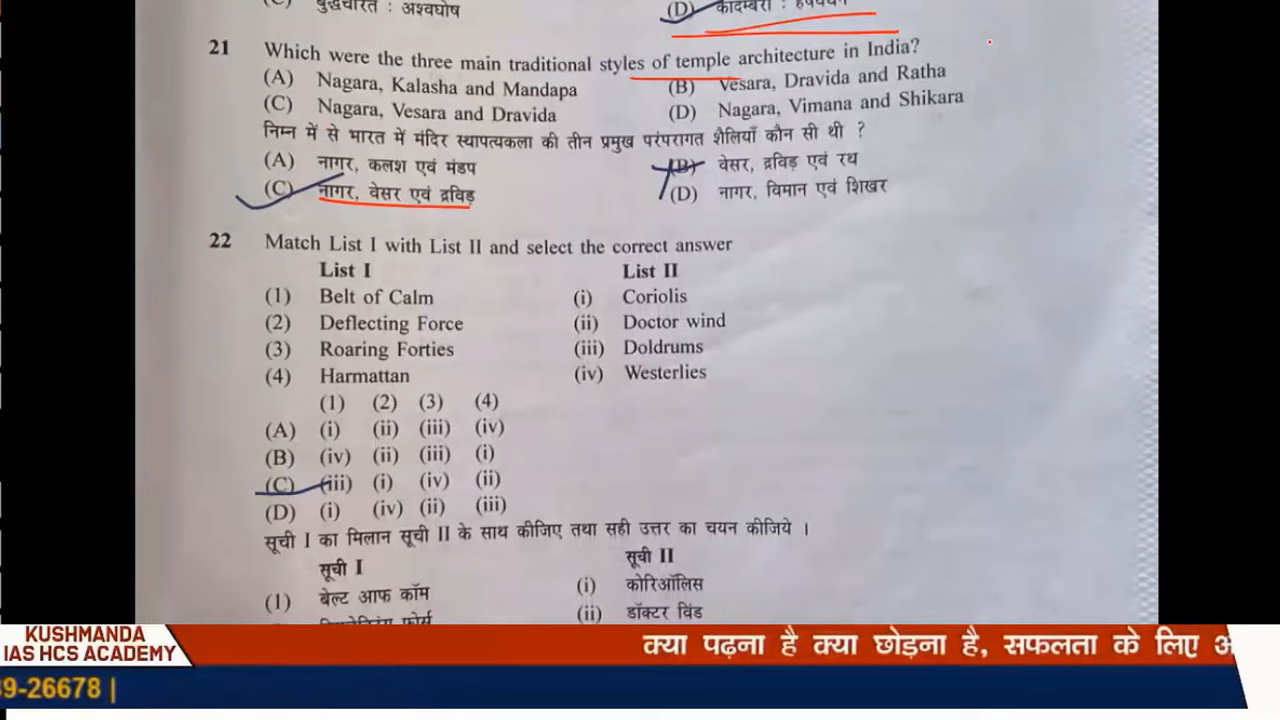 (C) बुद्धचरित : अश्वघोष
(D) कादम्बरी :
21 Which were the three main traditional styles of temple architecture in India?
(A) Nagara, Kalasha and Mandapa (B) Vesara, Dravida and Ratha
(C) Nagara, Vesara and Dravida (D) Nagara, Vimana and Shikara
निम्न में से भारत में मंदिर स्थापत्यकला की तीन प्रमुख परंपरागत शैलियाँ कौन सी थी ?
(A) नागर, कलश एवं मंडप (B) वेसर, द्रविड़ एवं रथ
(C) नागर, वेसर एवं द्रविड़ (D) नागर, विमान एवं शिखर
22 Match List I with List II and select the correct answer
List I List II
(1) Belt of Calm (i) Coriolis
(2) Deflecting Force (ii) Doctor wind
(3) Roaring Forties (iii) Doldrums
(4) Harmattan (iv) Westerlies
(1) (2) (3) (4)
(A) (i) (ii) (iii) (iv)
(B) (iv) (ii) (iii) (i)
(C) (iii) (i) (iv) (ii)
(D) (i) (iv) (ii) (iii)
सूची I का मिलान सूची II के साथ कीजिए तथा सही उत्तर का चयन कीजिये ।
सूची I सूची II
(1) बेल्ट आफ कॉम (i) कोरिऑलिस
(ii) डॉक्टर विंड
KUSHMANDA
IAS HCS ACADEMY
क्या पढ़ना है क्या छोड़ना है, सफलता के लिए
9-26678 |